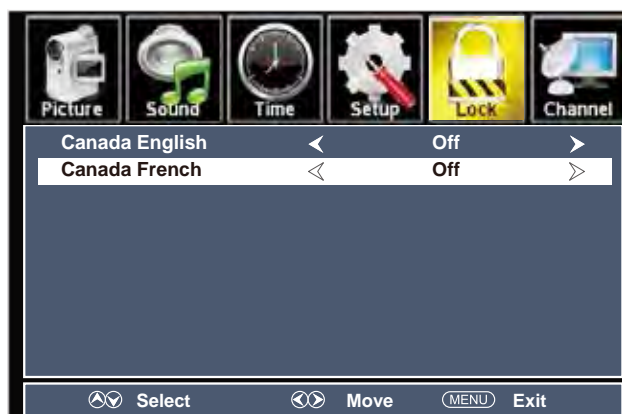 Picture Sound Time Setup Lock Channel
Canada English Off
Canada French Off
Select Move MENU Exit